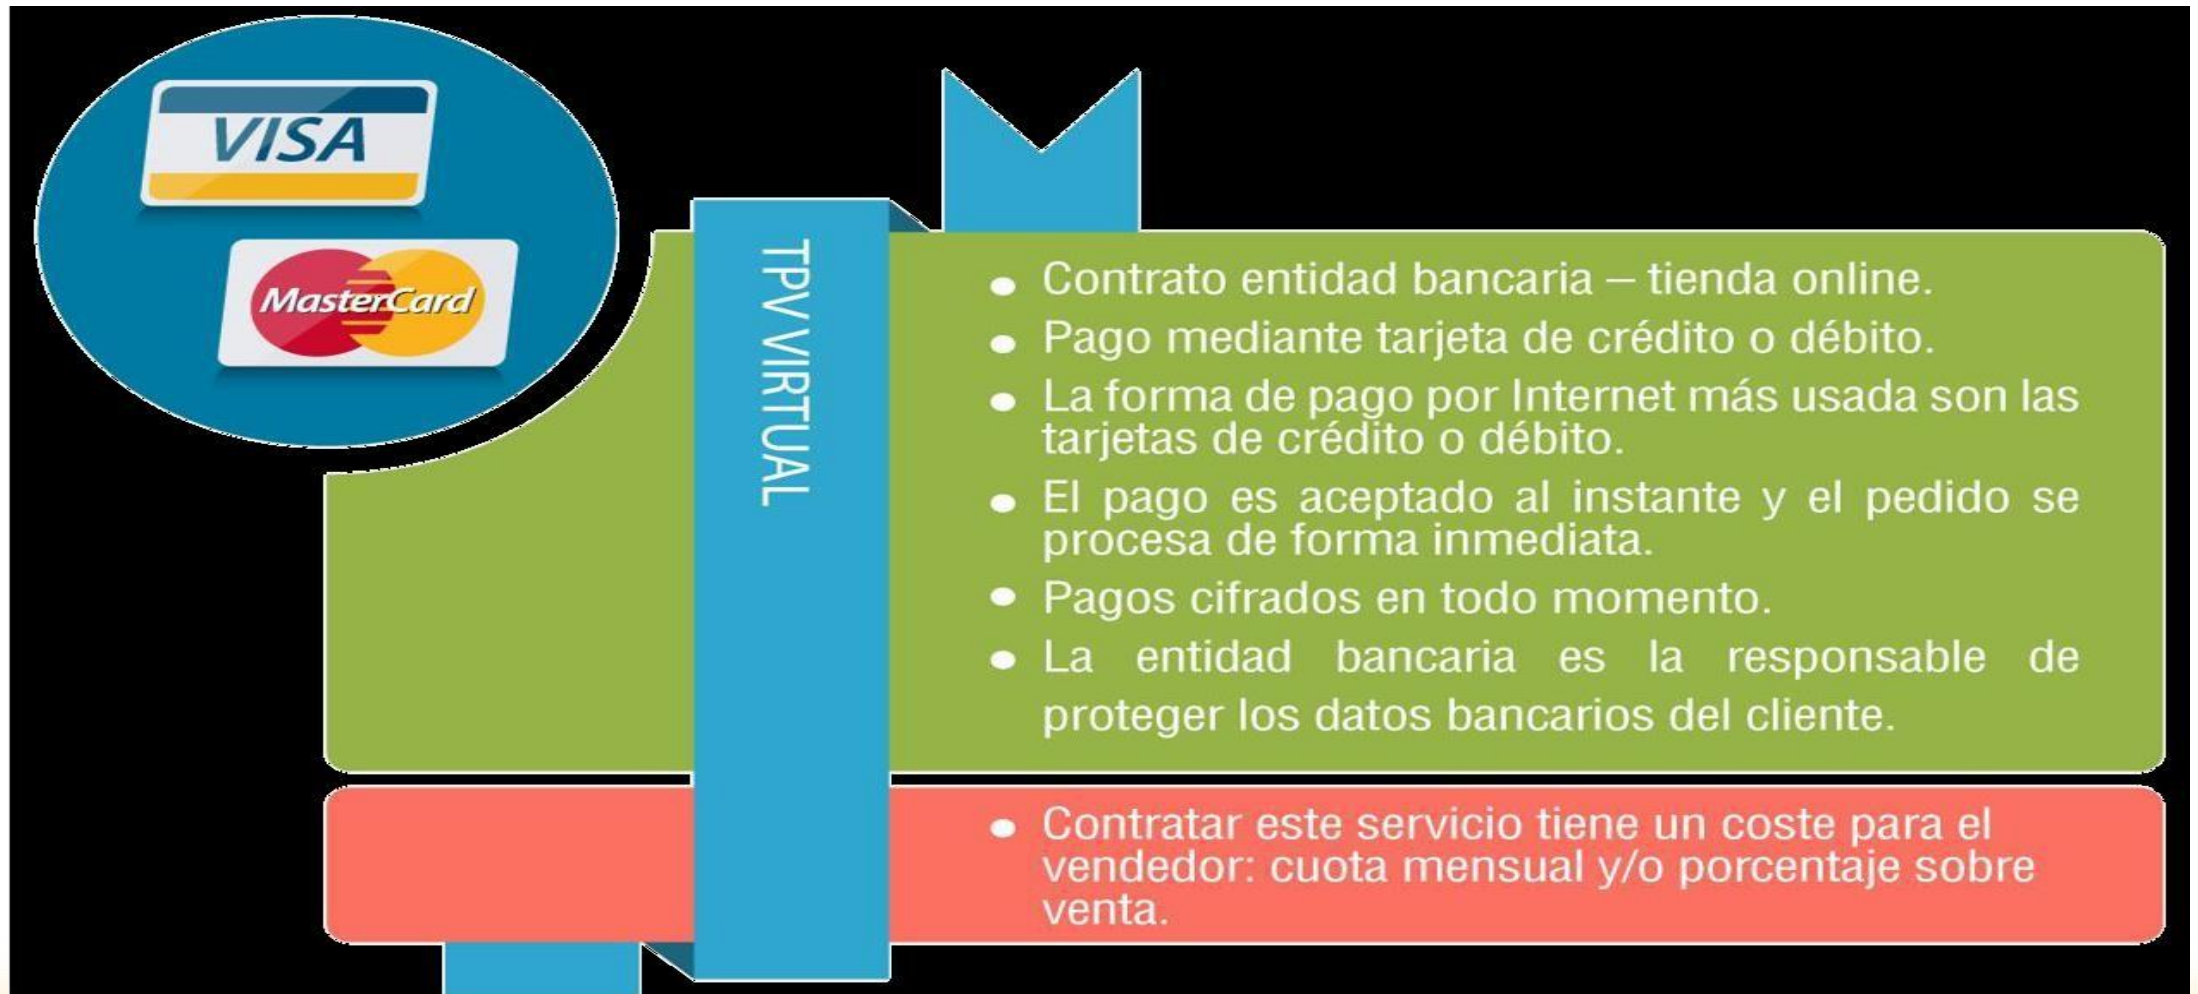 VISA
MasterCard
TPV VIRTUAL
• Contrato entidad bancaria – tienda online.
• Pago mediante tarjeta de crédito o débito.
• La forma de pago por Internet más usada son las
tarjetas de crédito o débito.
• El pago es aceptado al instante y el pedido se
procesa de forma inmediata.
• Pagos cifrados en todo momento.
• La entidad bancaria es la responsable de
proteger los datos bancarios del cliente.
• Contratar este servicio tiene un coste para el
vendedor: cuota mensual y/o porcentaje sobre
venta.